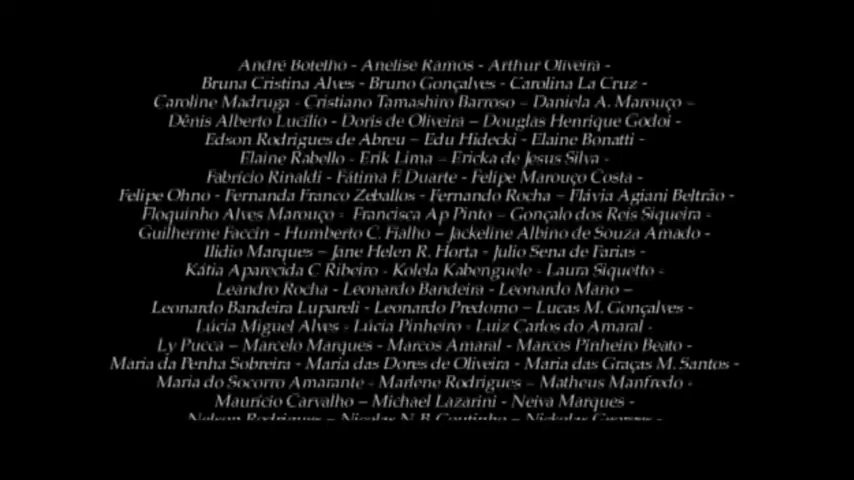 André Botelho - Anelise Ramos - Arthur Oliveira -
Bruna Cristina Alves - Bruno Gonçalves - Carolina La Cruz -
Caroline Madruga - Cristiano Tamashiro Barroso – Daniela A. Marouço –
Dênis Alberto Lucílio - Doris de Oliveira – Douglas Henrique Godoi -
Edson Rodrigues de Abreu – Edu Hidecki - Elaine Bonatti -
Elaine Rabello - Erik Lima – Ericka de Jesus Silva -
Fabrício Rinaldi - Fátima F. Duarte - Felipe Marouço Costa -
Felipe Ohno - Fernanda Franco Zeballos - Fernando Rocha – Flávia Agiani Beltrão -
Floquinho Alves Marouço - Francisca Ap Pinto – Gonçalo dos Reis Siqueira -
Guilherme Faccin - Humberto C. Fialho – Jackeline Albino de Souza Amado -
Ilidio Marques – Jane Helen R. Horta - Julio Sena de Farias -
Kátia Aparecida C Ribeiro - Kolela Kabenguele - Laura Siquetto -
Leandro Rocha - Leonardo Bandeira - Leonardo Mano –
Leonardo Bandeira Lupareli - Leonardo Predomo – Lucas M. Gonçalves -
Lúcia Miguel Alves - Lúcia Pinheiro - Luiz Carlos do Amaral -
Ly Pucca – Marcelo Marques - Marcos Amaral - Marcos Pinheiro Beato -
Maria da Penha Sobreira - Maria das Dores de Oliveira - Maria das Graças M. Santos -
Maria do Socorro Amarante - Marlene Rodrigues – Matheus Manfredo -
Maurício Carvalho – Michael Lazarini - Neiva Marques -
Nelson Rodrigues – Nicolas N. B. Coutinho – Nickolas